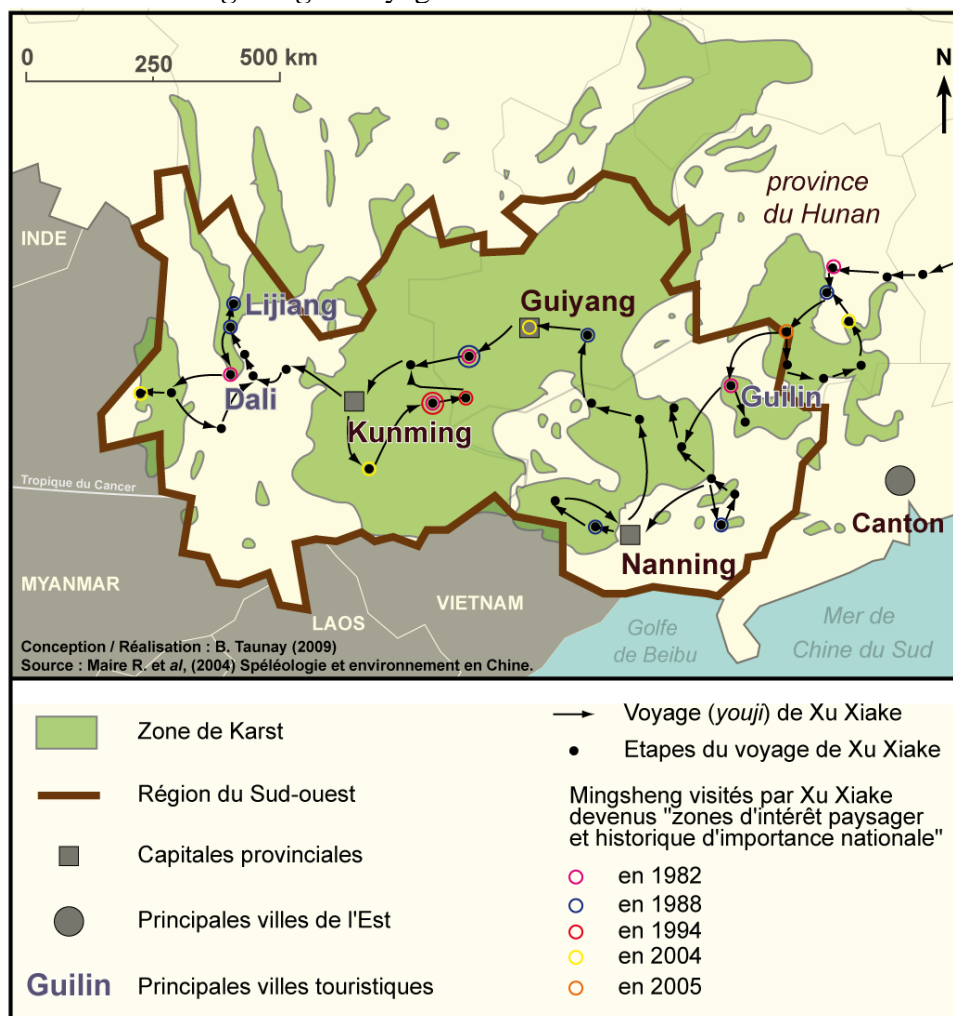 0 250 500 km
N
province
du Hunan
INDE
Lijiang
Guiyang
Dali
Guilin
Kunming
Tropique du Cancer
Canton
Nanning
MYANMAR
VIETNAM
LAOS
Golfe
de Beibu
Mer de
Chine du Sud
Conception / Réalisation : B. Taunay (2009)
Source : Maire R. et al, (2004) Spéléologie et environnement en Chine.
Zone de Karst
Région du Sud-ouest
Capitales provinciales
Principales villes de l'Est
Guilin Principales villes touristiques
Voyage (youji) de Xu Xiake
Etapes du voyage de Xu Xiake
Mingsheng visités par Xu Xiake
devenus "zones d'intérêt paysager
et historique d'importance nationale"
en 1982
en 1988
en 1994
en 2004
en 2005